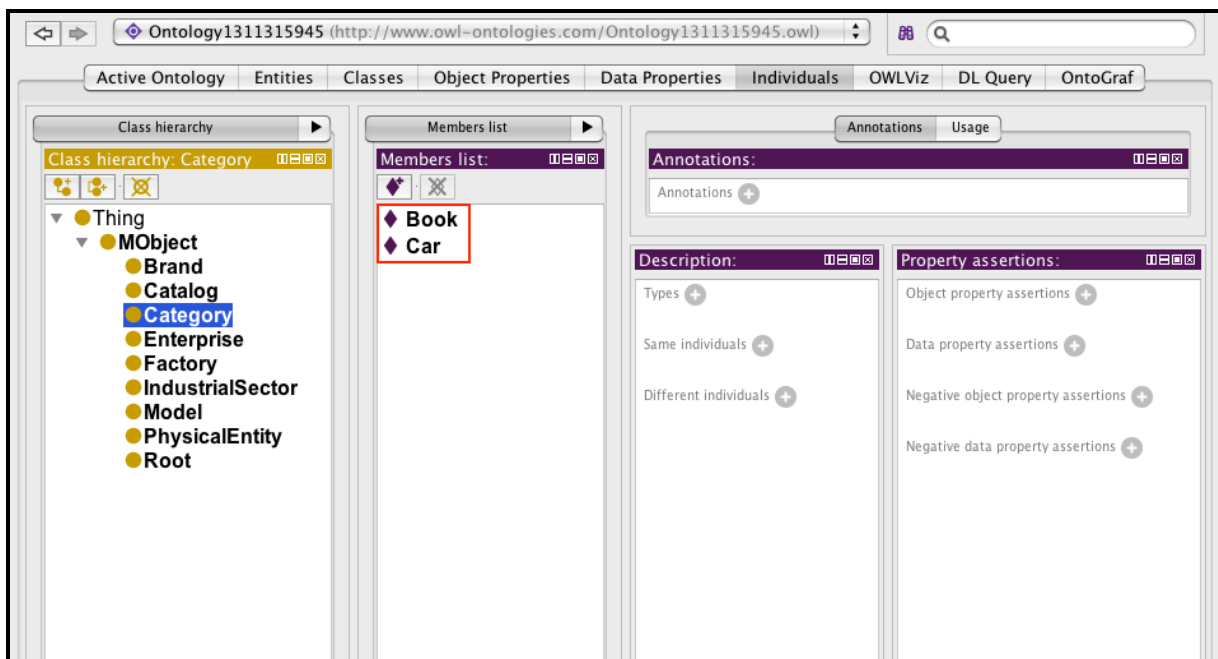 Ontology1311315945 (http://www.owl-ontologies.com/Ontology1311315945.owl)
Active Ontology Entities Classes Object Properties Data Properties Individuals OWLViz DL Query OntoGraf
Class hierarchy
Class hierarchy: Category
Thing
MObject
Brand
Catalog
Category
Enterprise
Factory
IndustrialSector
Model
PhysicalEntity
Root
Members list
Members list:
Book
Car
Annotations Usage
Annotations:
Annotations
Description:
Types
Same individuals
Different individuals
Property assertions:
Object property assertions
Data property assertions
Negative object property assertions
Negative data property assertions